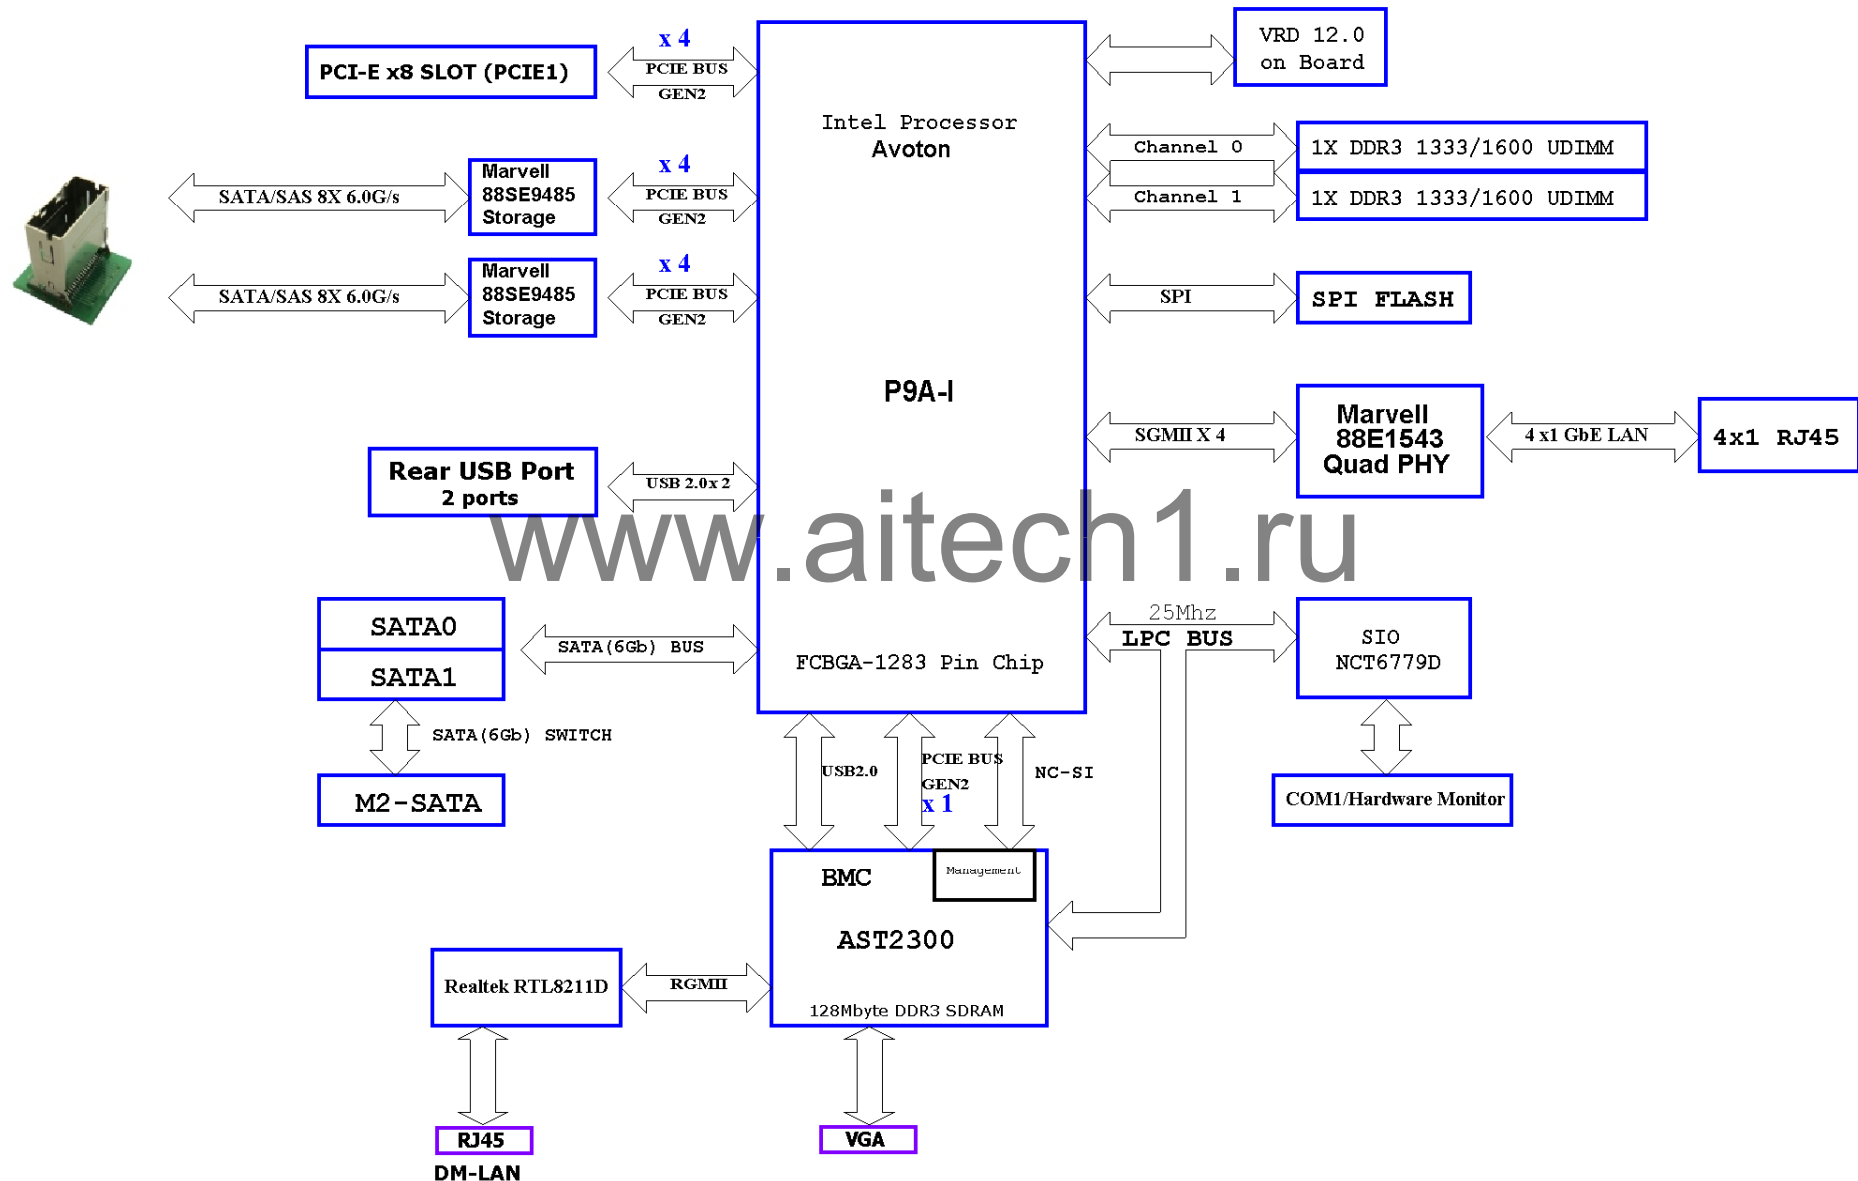 x 4
PCI-E x8 SLOT (PCIE1)
PCIE BUS
GEN2
VRD 12.0
on Board
Intel Processor
Avoton
Channel 0
1X DDR3 1333/1600 UDIMM
Channel 1
1X DDR3 1333/1600 UDIMM
SATA/SAS 8X 6.0G/s
Marvell
88SE9485
Storage
x 4
PCIE BUS
GEN2
SATA/SAS 8X 6.0G/s
Marvell
88SE9485
Storage
x 4
PCIE BUS
GEN2
SPI
SPI FLASH
P9A-I
SGMII X 4
Marvell
88E1543
Quad PHY
4 x1 GbE LAN
4x1 RJ45
Rear USB Port
2 ports
USB 2.0x 2
www.aitech1.ru
SATA0
SATA1
SATA(6Gb) BUS
FCBGA-1283 Pin Chip
25Mhz
LPC BUS
SIO
NCT6779D
SATA(6Gb) SWITCH
M2-SATA
USB2.0
PCIE BUS
GEN2
x 1
NC-SI
COM1/Hardware Monitor
BMC
Management
AST2300
128Mbyte DDR3 SDRAM
Realtek RTL8211D
RGMII
RJ45
DM-LAN
VGA